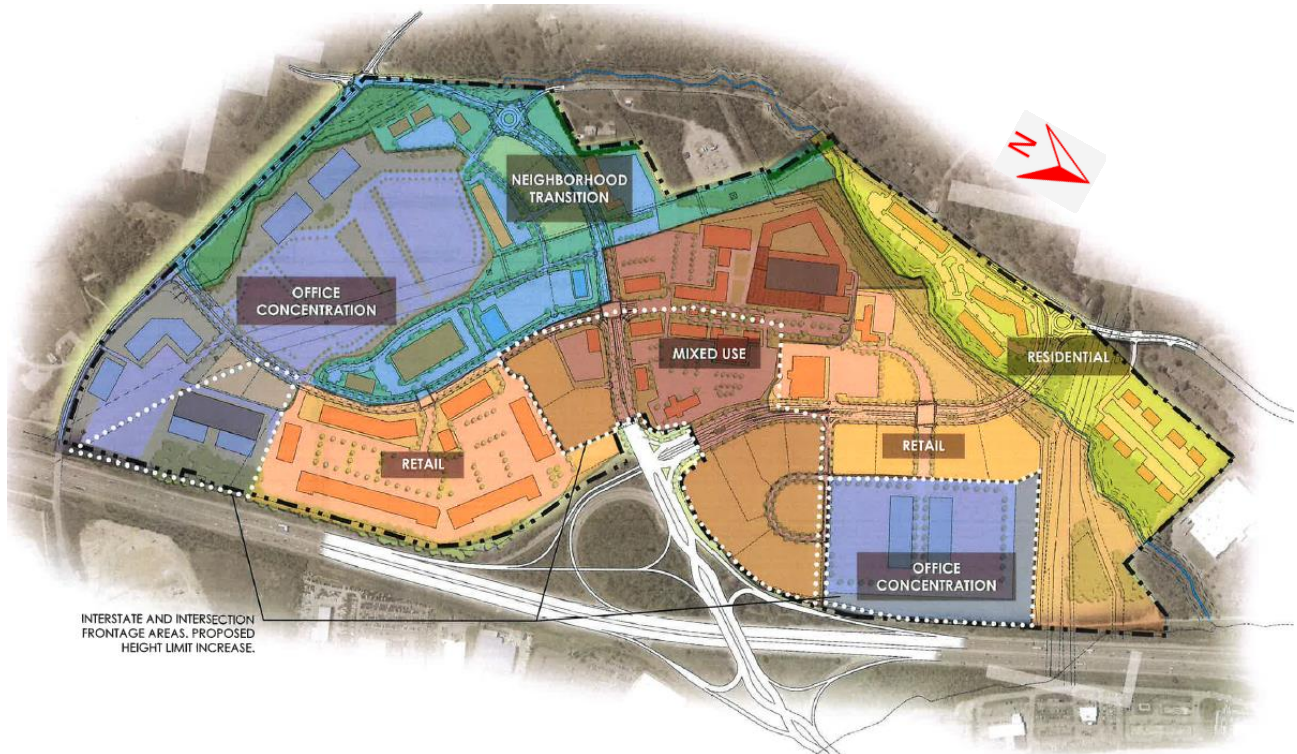 N
NEIGHBORHOOD
TRANSITION
OFFICE
CONCENTRATION
MIXED USE
RESIDENTIAL
RETAIL
RETAIL
OFFICE
CONCENTRATION
INTERSTATE AND INTERSECTION
FRONTAGE AREAS. PROPOSED
HEIGHT LIMIT INCREASE.